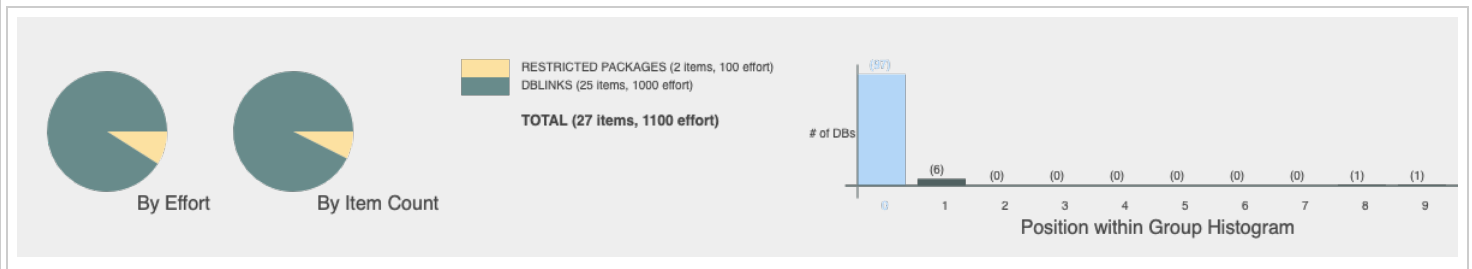 RESTRICTED PACKAGES (2 items, 100 effort)
DBLINKS (25 items, 1000 effort)
TOTAL (27 items, 1100 effort)
By Effort
By Item Count
# of DBs
(97)
(6)
(0)
(0)
(0)
(0)
(0)
(0)
(1)
(1)
0
1
2
3
4
5
6
7
8
9
Position within Group Histogram